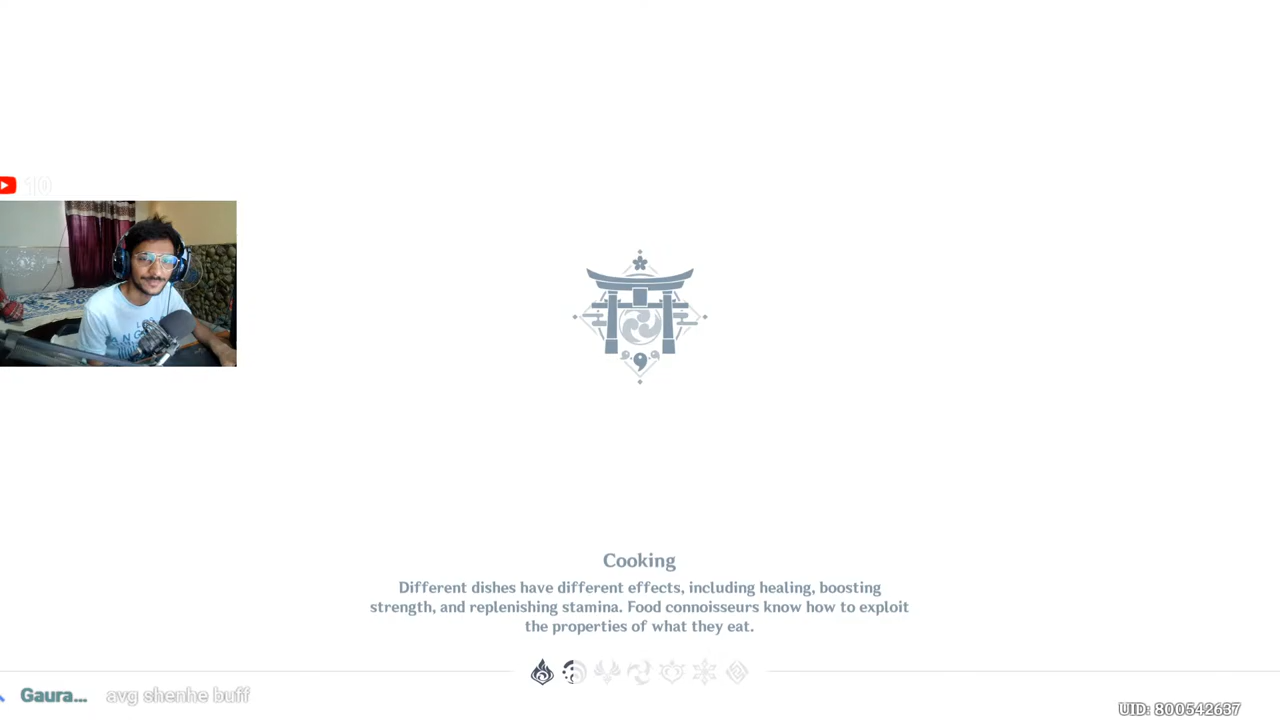 10
Cooking
Different dishes have different effects, including healing, boosting
strength, and replenishing stamina. Food connoisseurs know how to exploit
the properties of what they eat.
Gaura... avg shenhe buff
UID: 800542637